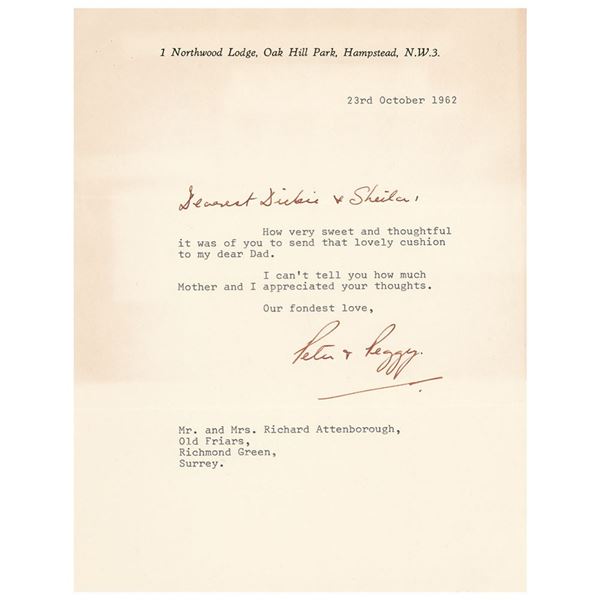 1 Northwood Lodge, Oak Hill Park, Hampstead, N.W.3.
23rd October 1962
Dearest Dickie & Sheila,
How very sweet and thoughtful
it was of you to send that lovely cushion
to my dear Dad.
I can't tell you how much
Mother and I appreciated your thoughts.
Our fondest love,
Peter & Peggy.
Mr. and Mrs. Richard Attenborough,
Old Friars,
Richmond Green,
Surrey.